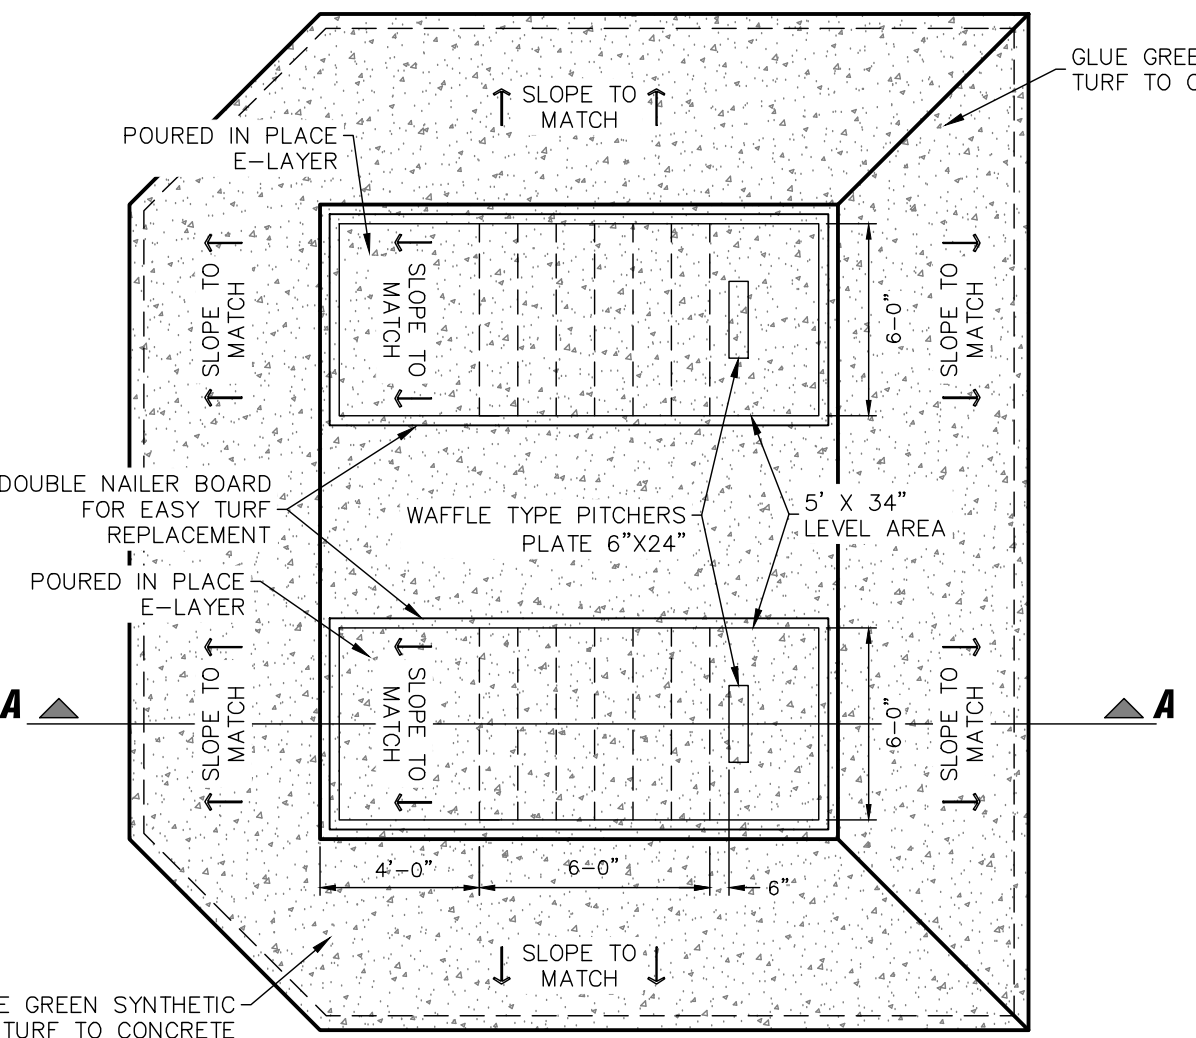 GLUE GREE
TURF TO C
SLOPE TO
MATCH
POURED IN PLACE
E-LAYER
SLOPE TO
MATCH
SLOPE TO
MATCH
6-0"
SLOPE TO
MATCH
DOUBLE NAILER BOARD
FOR EASY TURF
REPLACEMENT
WAFFLE TYPE PITCHERS
PLATE 6"X24"
5' X 34"
LEVEL AREA
POURED IN PLACE
E-LAYER
A
SLOPE TO
MATCH
SLOPE TO
MATCH
6-0"
SLOPE TO
MATCH
A
4'-0"
6-0"
6"
SLOPE TO
MATCH
E GREEN SYNTHETIC
TURF TO CONCRETE